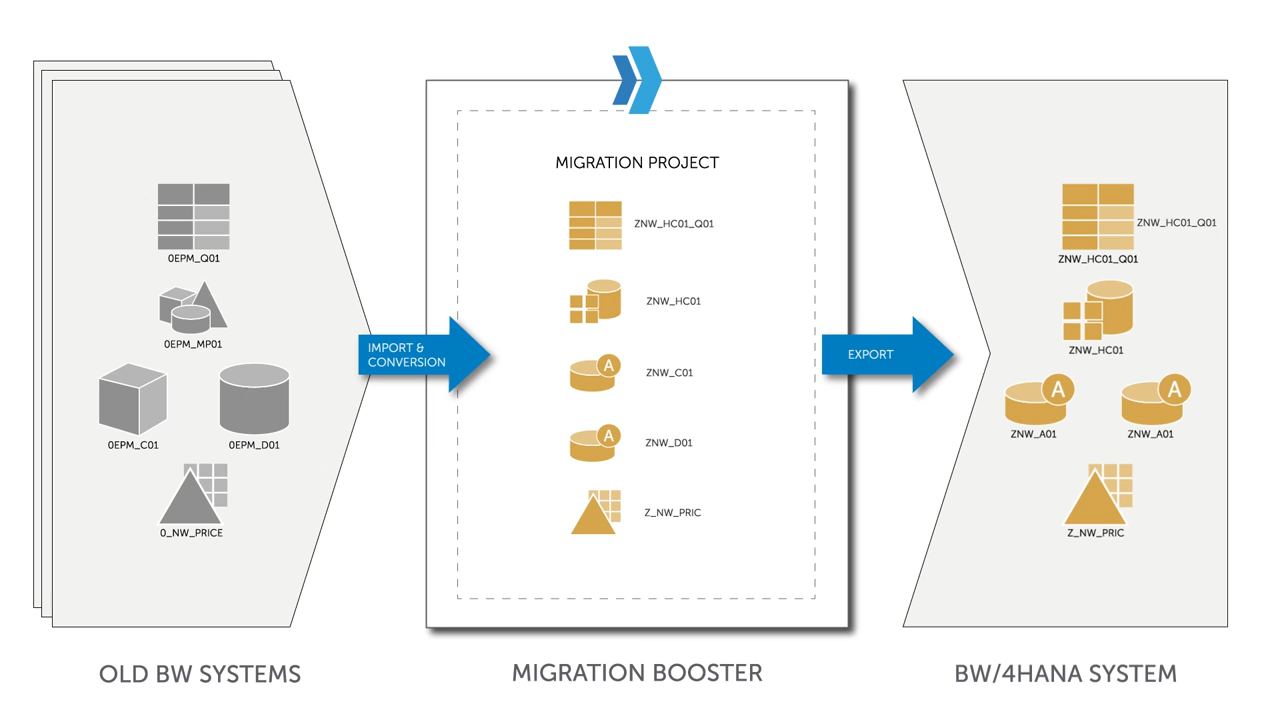 0EPM_Q01
0EPM_MP01
0EPM_C01
0EPM_D01
0_NW_PRICE
OLD BW SYSTEMS
IMPORT &
CONVERSION
MIGRATION PROJECT
ZNW_HC01_Q01
ZNW_HC01
A
ZNW_C01
A
ZNW_D01
Z_NW_PRIC
MIGRATION BOOSTER
EXPORT
ZNW_HC01_Q01
ZNW_HC01_Q01
ZNW_HC01
A
A
ZNW_A01
ZNW_A01
Z_NW_PRIC
BW/4HANA SYSTEM